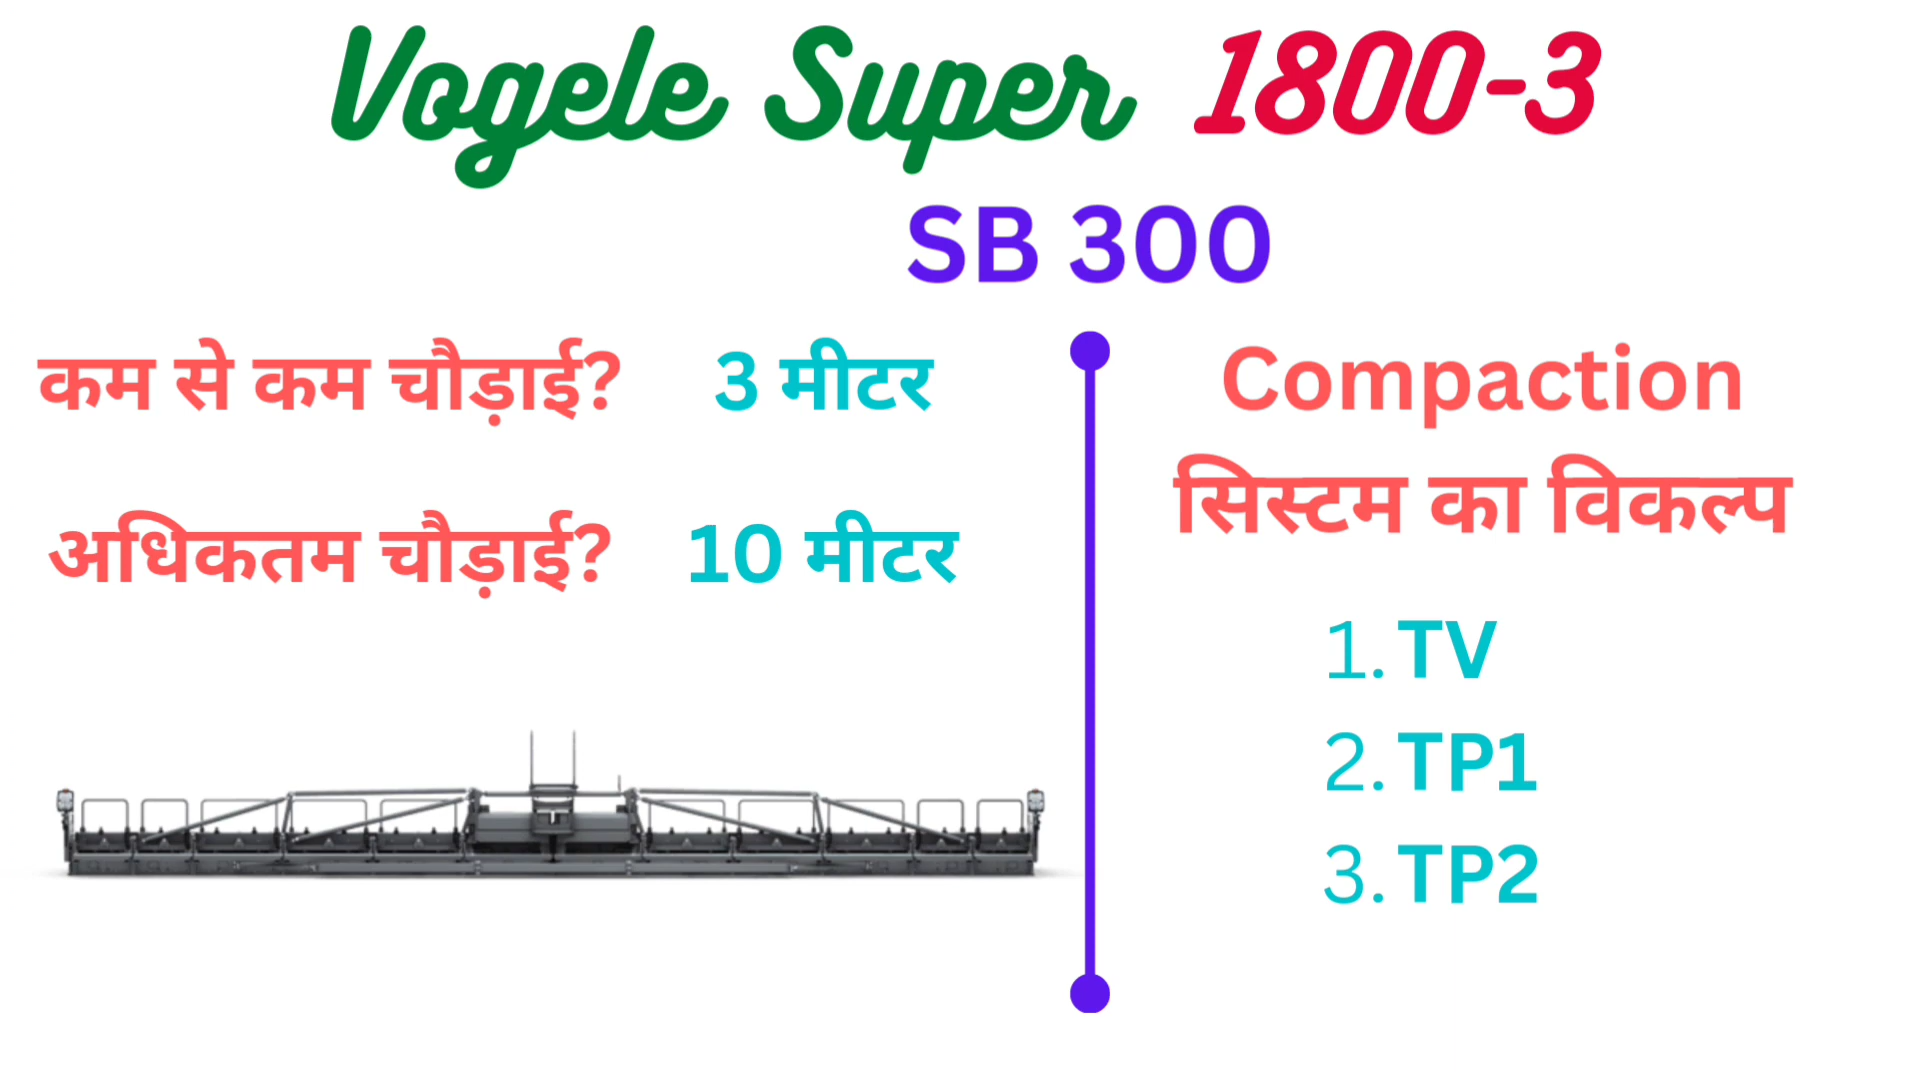 Vogele Super 1800-3
SB 300
कम से कम चौड़ाई? 3 मीटर
अधिकतम चौड़ाई? 10 मीटर
Compaction
सिस्टम का विकल्प
1. TV
2. TP1
3. TP2